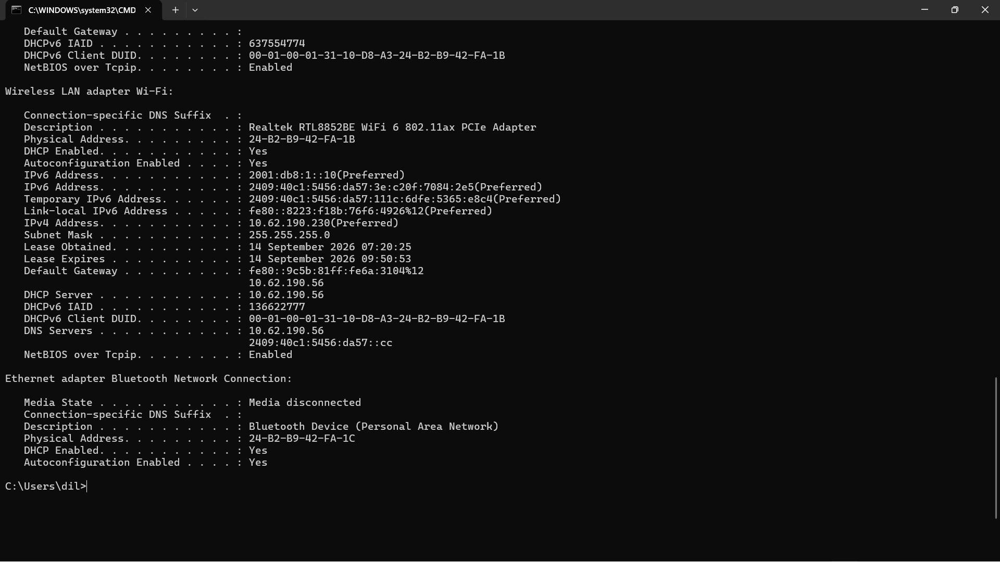 C:\WINDOWS\system32\CMD
Default Gateway . . . . . . . . . :
DHCPv6 IAID . . . . . . . . . . . : 637554774
DHCPv6 Client DUID. . . . . . . . : 00-01-00-01-31-10-D8-A3-24-B2-B9-42-FA-1B
NetBIOS over Tcpip. . . . . . . . : Enabled
Wireless LAN adapter Wi-Fi:
Connection-specific DNS Suffix  . :
Description . . . . . . . . . . . : Realtek RTL8852BE WiFi 6 802.11ax PCIe Adapter
Physical Address. . . . . . . . . : 24-B2-B9-42-FA-1B
DHCP Enabled. . . . . . . . . . . : Yes
Autoconfiguration Enabled . . . . : Yes
IPv6 Address. . . . . . . . . . . : 2001:db8:1::10(Preferred)
IPv6 Address. . . . . . . . . . . : 2409:40c1:5456:da57:3e:c20f:7084:2e5(Preferred)
Temporary IPv6 Address. . . . . . : 2409:40c1:5456:da57:111c:6dfe:5365:e8c4(Preferred)
Link-local IPv6 Address . . . . . : fe80::8223:f18b:76f6:4926%12(Preferred)
IPv4 Address. . . . . . . . . . . : 10.62.190.230(Preferred)
Subnet Mask . . . . . . . . . . . : 255.255.255.0
Lease Obtained. . . . . . . . . . : 14 September 2026 07:20:25
Lease Expires . . . . . . . . . . : 14 September 2026 09:50:53
Default Gateway . . . . . . . . . : fe80::9c5b:81ff:fe6a:3104%12
10.62.190.56
DHCP Server . . . . . . . . . . . : 10.62.190.56
DHCPv6 IAID . . . . . . . . . . . : 136622777
DHCPv6 Client DUID. . . . . . . . : 00-01-00-01-31-10-D8-A3-24-B2-B9-42-FA-1B
DNS Servers . . . . . . . . . . . : 10.62.190.56
2409:40c1:5456:da57::cc
NetBIOS over Tcpip. . . . . . . . : Enabled
Ethernet adapter Bluetooth Network Connection:
Media State . . . . . . . . . . . : Media disconnected
Connection-specific DNS Suffix  . :
Description . . . . . . . . . . . : Bluetooth Device (Personal Area Network)
Physical Address. . . . . . . . . : 24-B2-B9-42-FA-1C
DHCP Enabled. . . . . . . . . . . : Yes
Autoconfiguration Enabled . . . . : Yes
C:\Users\dil>